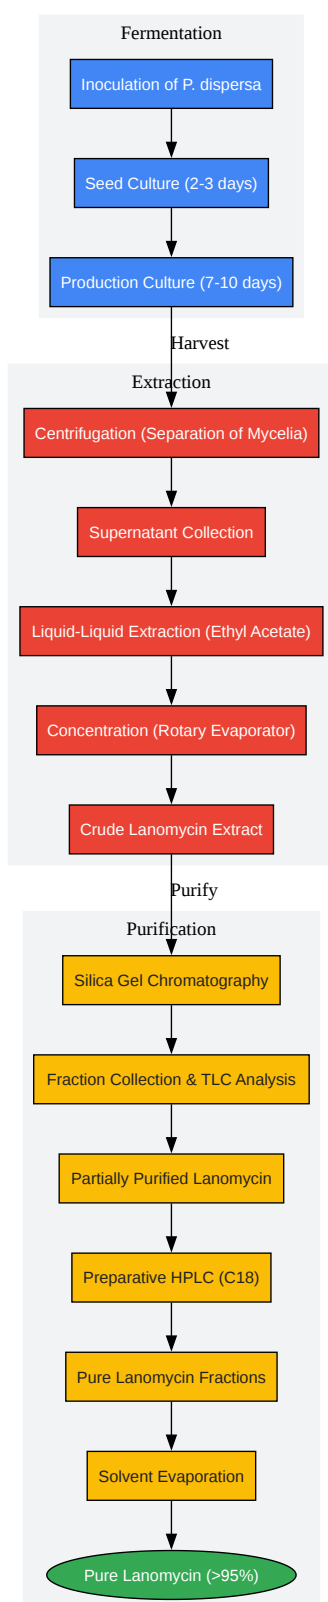 Fermentation
Inoculation of P. dispersa
Seed Culture (2-3 days)
Production Culture (7-10 days)
Harvest
Extraction
Centrifugation (Separation of Mycelia)
Supernatant Collection
Liquid-Liquid Extraction (Ethyl Acetate)
Concentration (Rotary Evaporator)
Crude Lanomycin Extract
Purify
Purification
Silica Gel Chromatography
Fraction Collection & TLC Analysis
Partially Purified Lanomycin
Preparative HPLC (C18)
Pure Lanomycin Fractions
Solvent Evaporation
Pure Lanomycin (>95%)